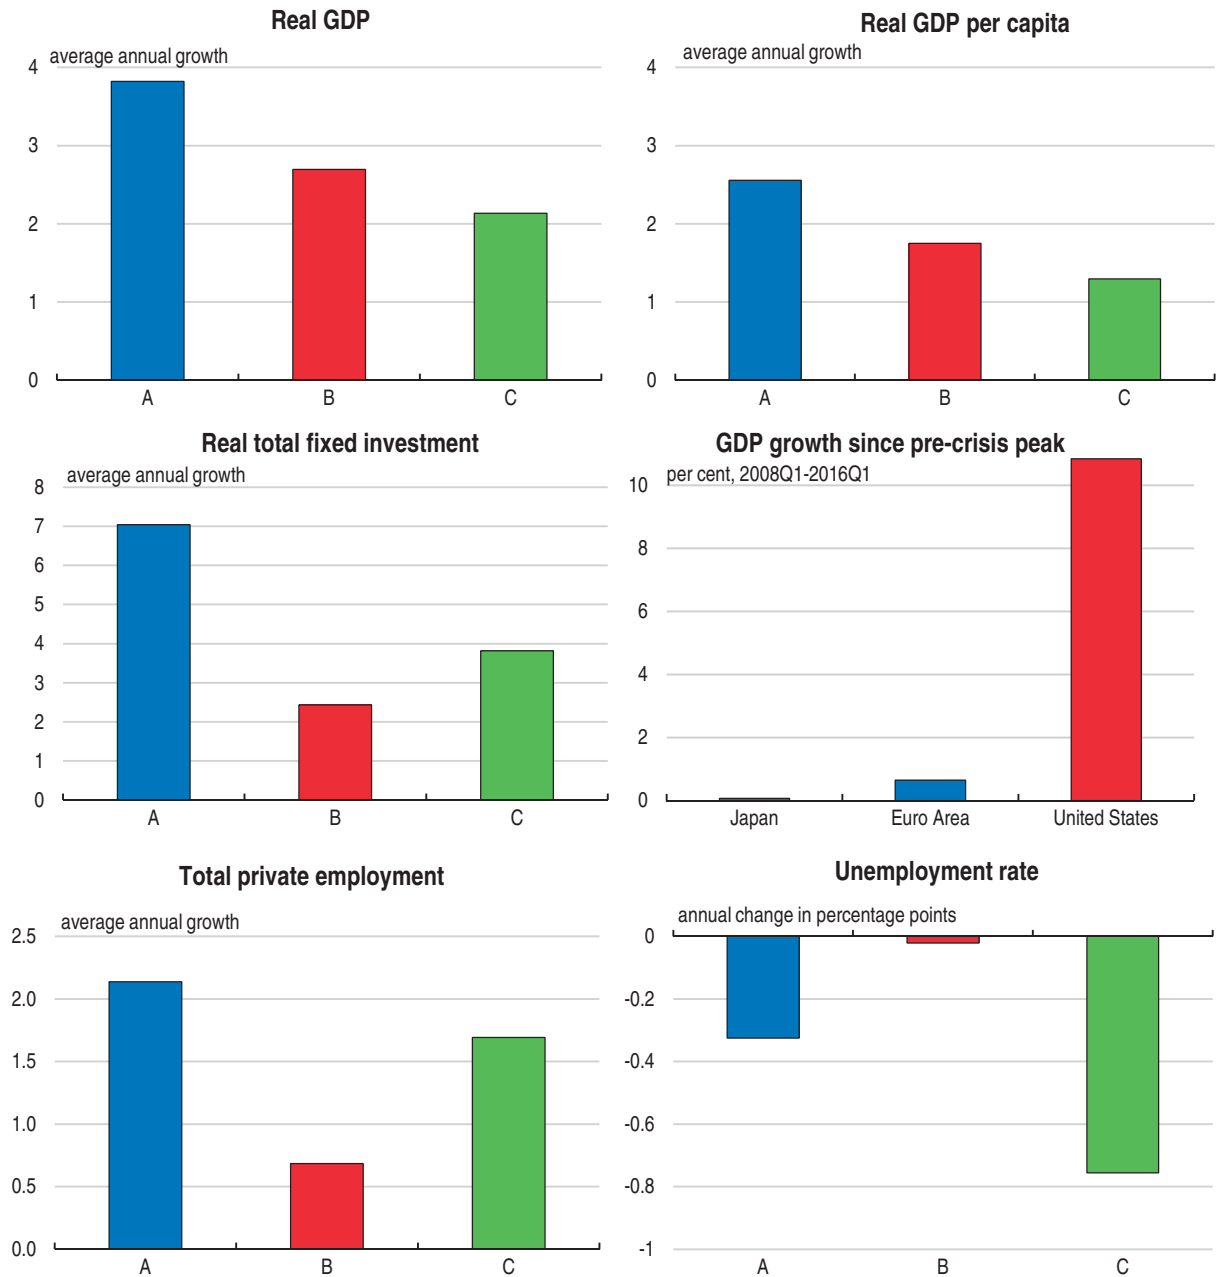 Real GDP
average annual growth
4
3
2
1
0
A B C
Real GDP per capita
average annual growth
4
3
2
1
0
A B C
Real total fixed investment
average annual growth
8
7
6
5
4
3
2
1
0
A B C
GDP growth since pre-crisis peak
per cent, 2008Q1-2016Q1
10
8
6
4
2
0
Japan Euro Area United States
Total private employment
average annual growth
2.5
2.0
1.5
1.0
0.5
0.0
A B C
Unemployment rate
annual change in percentage points
0
-0.2
-0.4
-0.6
-0.8
-1
A B C